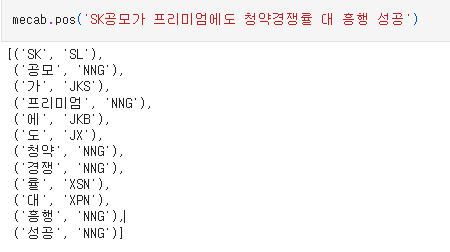 mecab.pos('SK공모가 프리미엄에도 청약경쟁률 대 흥행 성공')
[('SK', 'SL'),
('공모', 'NNG'),
('가', 'JKS'),
('프리미엄', 'NNG'),
('에', 'JKB'),
('도', 'JX'),
('청약', 'NNG'),
('경쟁', 'NNG'),
('률', 'XSN'),
('대', 'XPN'),
('흥행', 'NNG'),
('성공', 'NNG')]